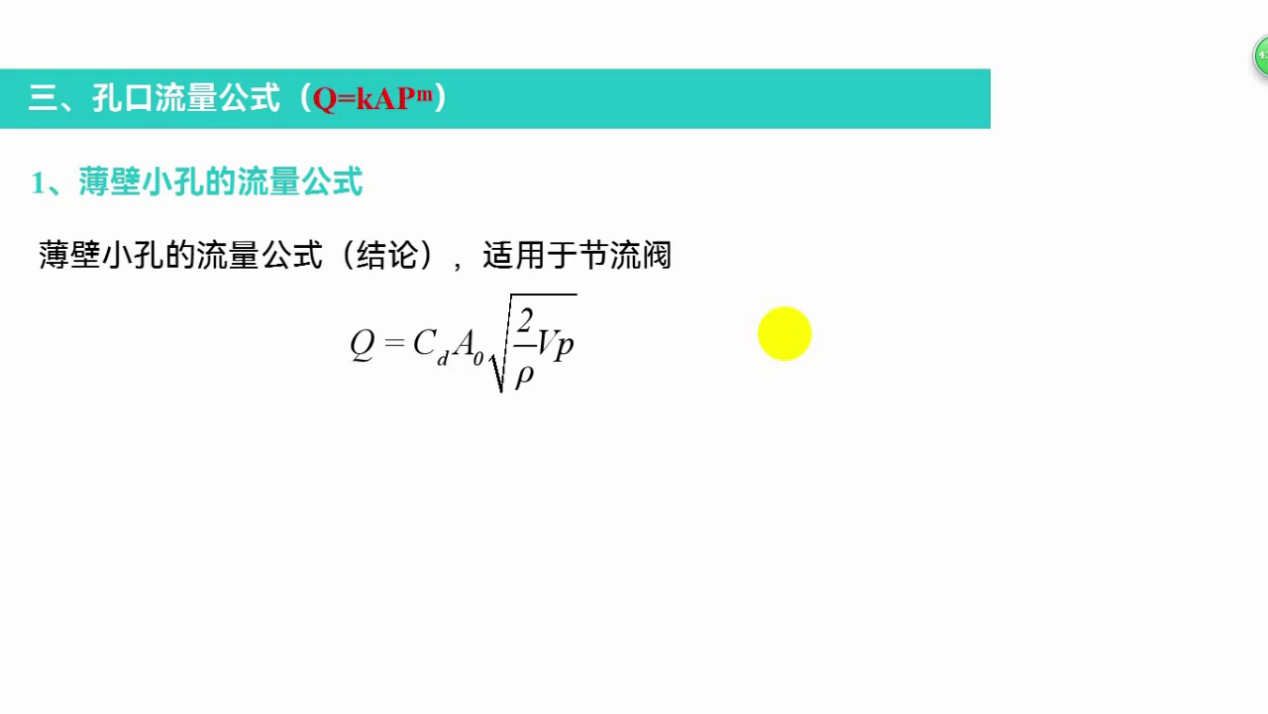 三、孔口流量公式（Q=kAPᵐ）
1、薄壁小孔的流量公式
薄壁小孔的流量公式（结论），适用于节流阀
Q = C_d A_0 √(2/ρ Vp)